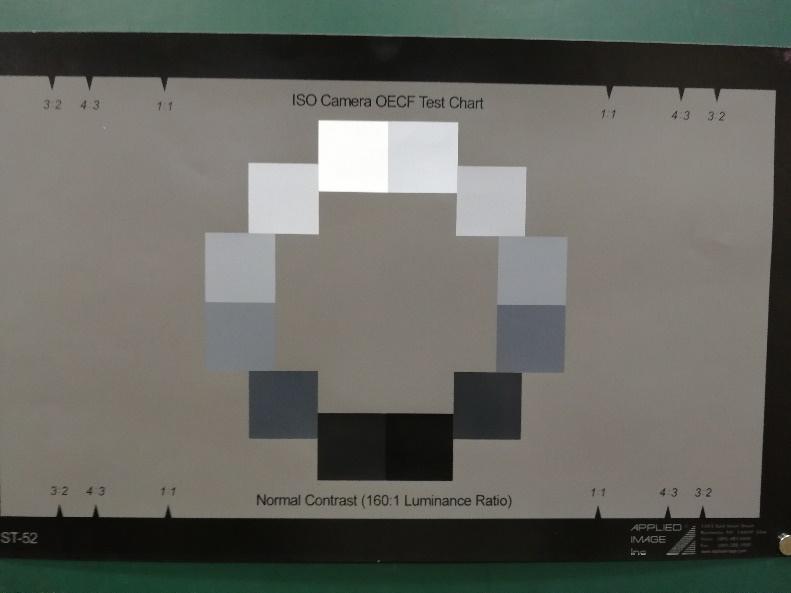 3:2 4:3 1:1 ISO Camera OECF Test Chart 1:1 4:3 3:2
3:2 4:3 1:1 Normal Contrast (160:1 Luminance Ratio) 1:1 4:3 3:2
ST-52
APPLIED
IMAGE
Inc